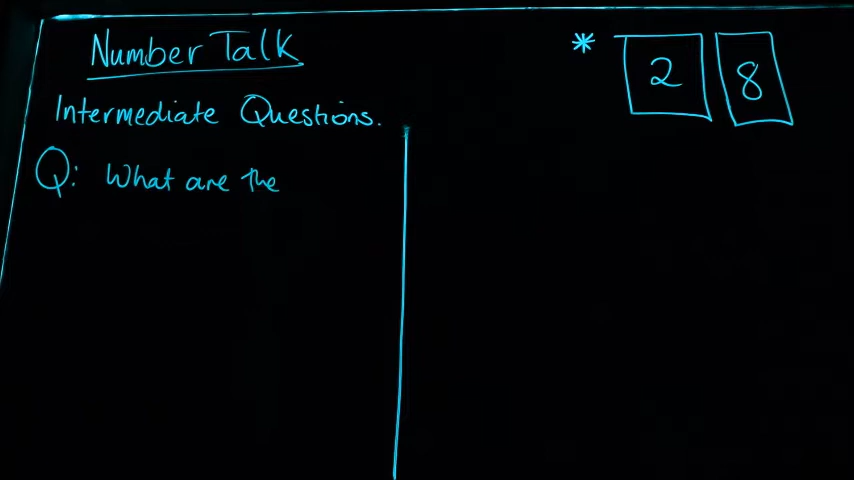 Number Talk
* 2 8
Intermediate Questions.
Q: What are the